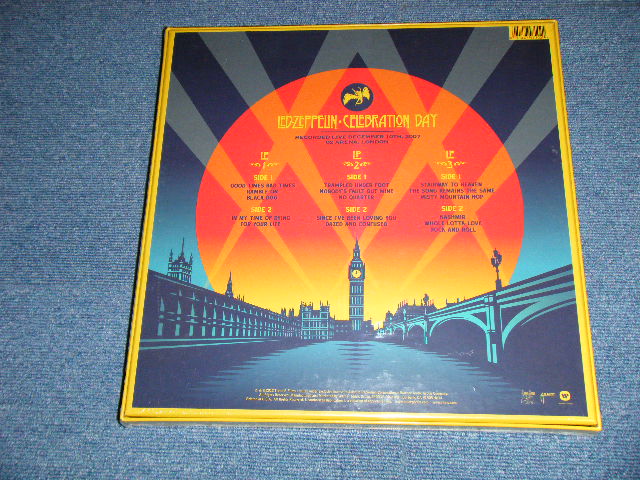 LED·ZEPPELIN·CELEBRATION DAY
RECORDED LIVE DECEMBER 10TH, 2007
O2 ARENA, LONDON
LP
1
SIDE 1
GOOD TIMES BAD TIMES
RAMBLE ON
BLACK DOG
SIDE 2
IN MY TIME OF DYING
FOR YOUR LIFE
LP
2
SIDE 1
TRAMPLED UNDER FOOT
NOBODY'S FAULT BUT MINE
NO QUARTER
SIDE 2
SINCE I'VE BEEN LOVING YOU
DAZED AND CONFUSED
LP
3
SIDE 1
STAIRWAY TO HEAVEN
THE SONG REMAINS THE SAME
MISTY MOUNTAIN HOP
SIDE 2
KASHMIR
WHOLE LOTTA LOVE
ROCK AND ROLL